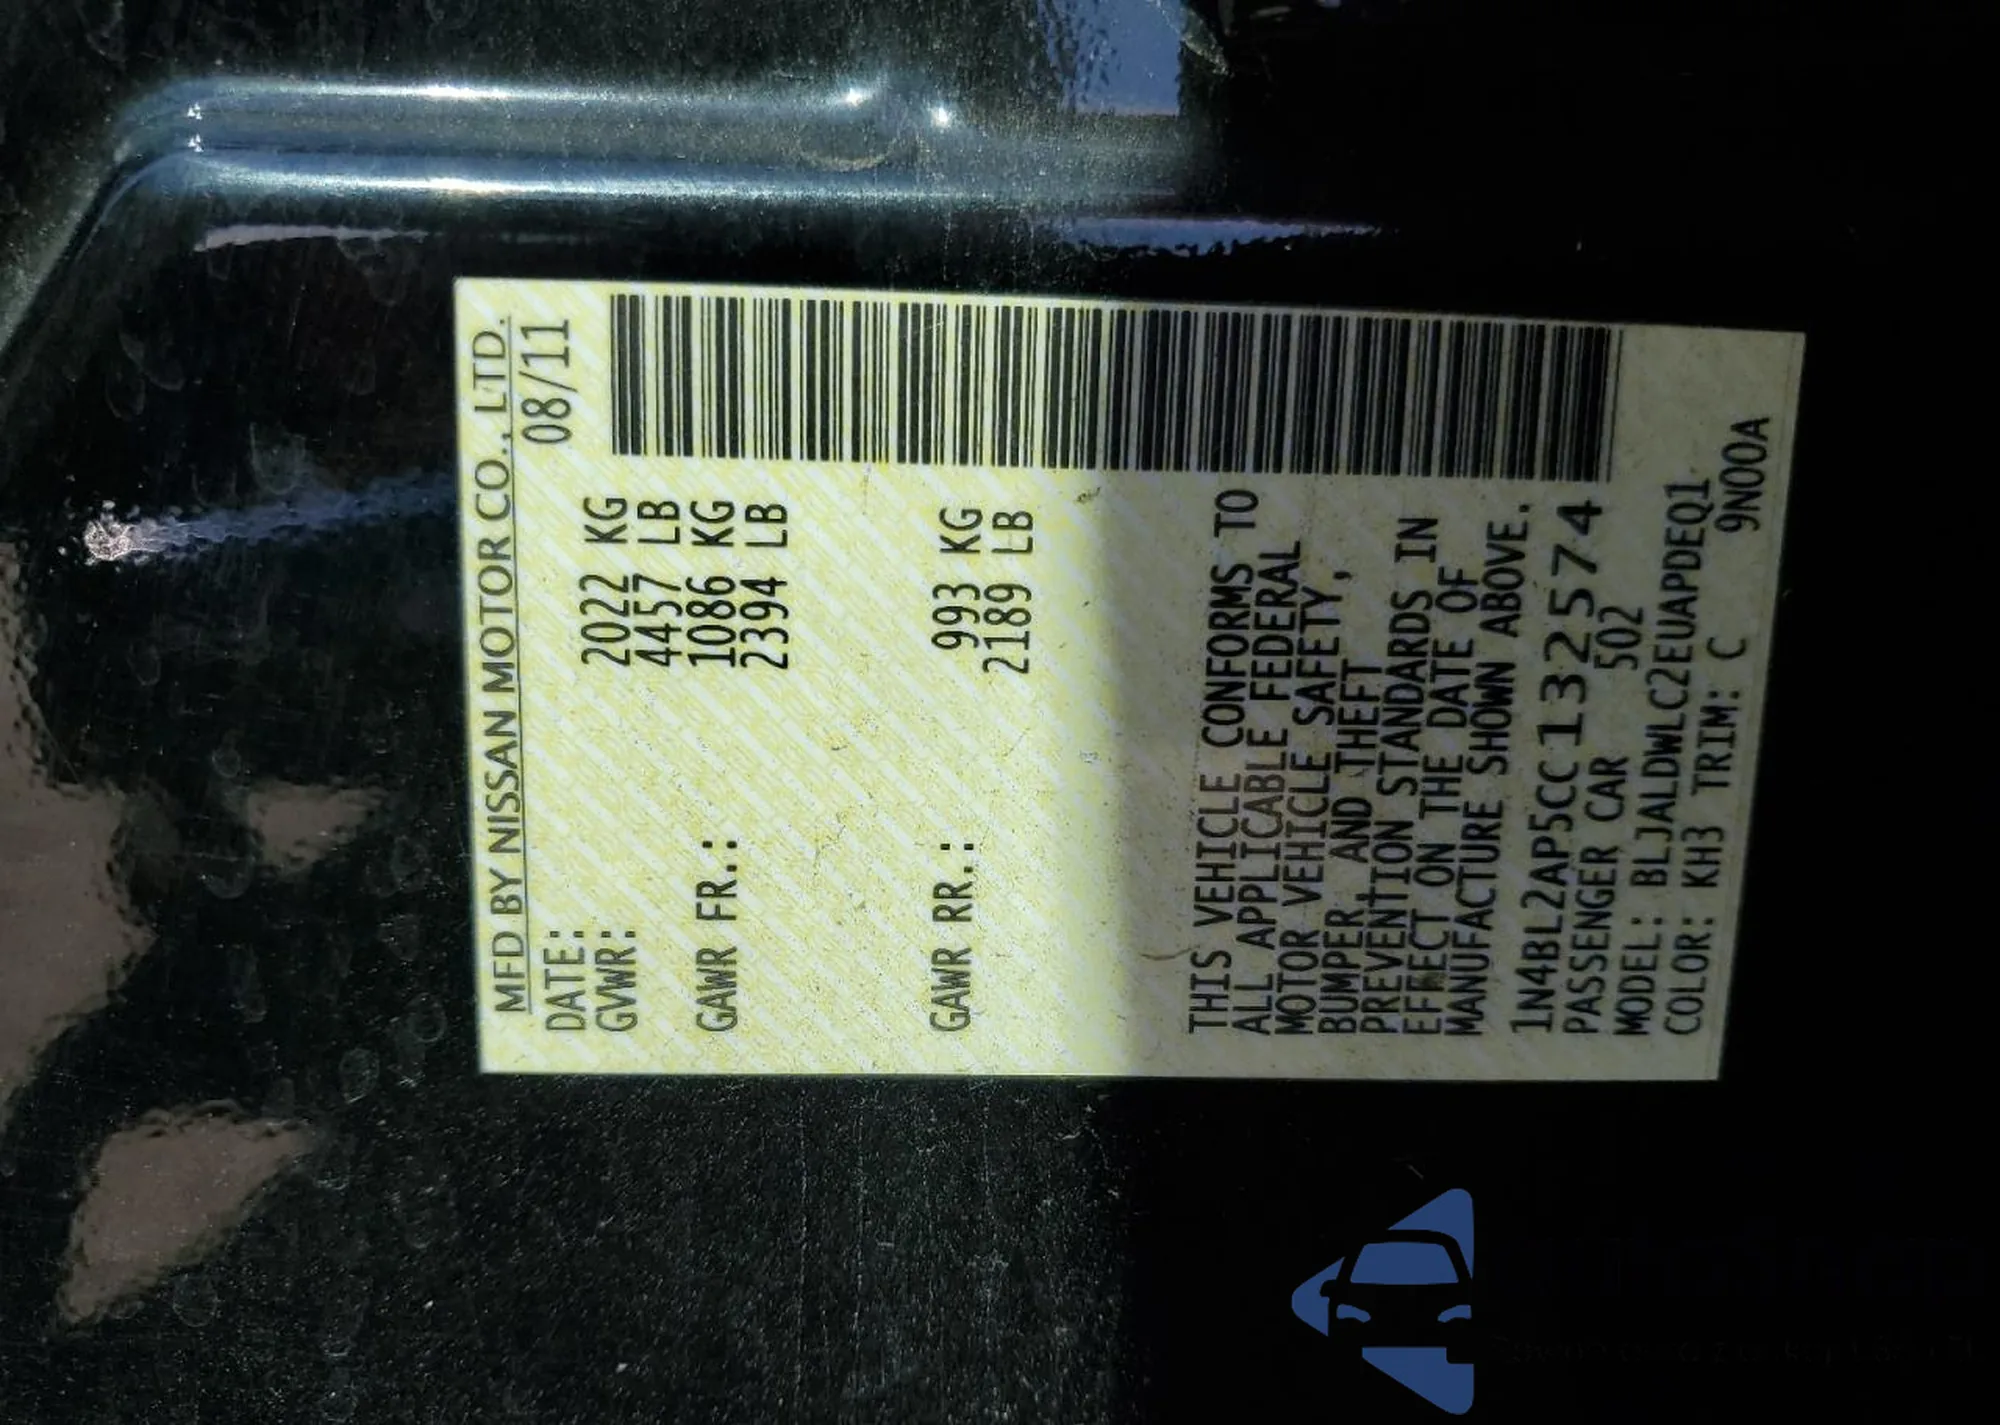 MFD BY NISSAN MOTOR CO., LTD.
DATE: 08/11
GVWR: 2022 KG
4457 LB
GAWR FR.: 1086 KG
2394 LB
GAWR RR.: 993 KG
2189 LB
THIS VEHICLE CONFORMS TO
ALL APPLICABLE FEDERAL
MOTOR VEHICLE SAFETY,
BUMPER AND THEFT
PREVENTION STANDARDS IN
EFFECT ON THE DATE OF
MANUFACTURE SHOWN ABOVE.
1N4BL2AP5CC132574
PASSENGER CAR 502
MODEL: BLJALDWLC2EUAPDEQ1
COLOR: KH3 TRIM: C 9N00A